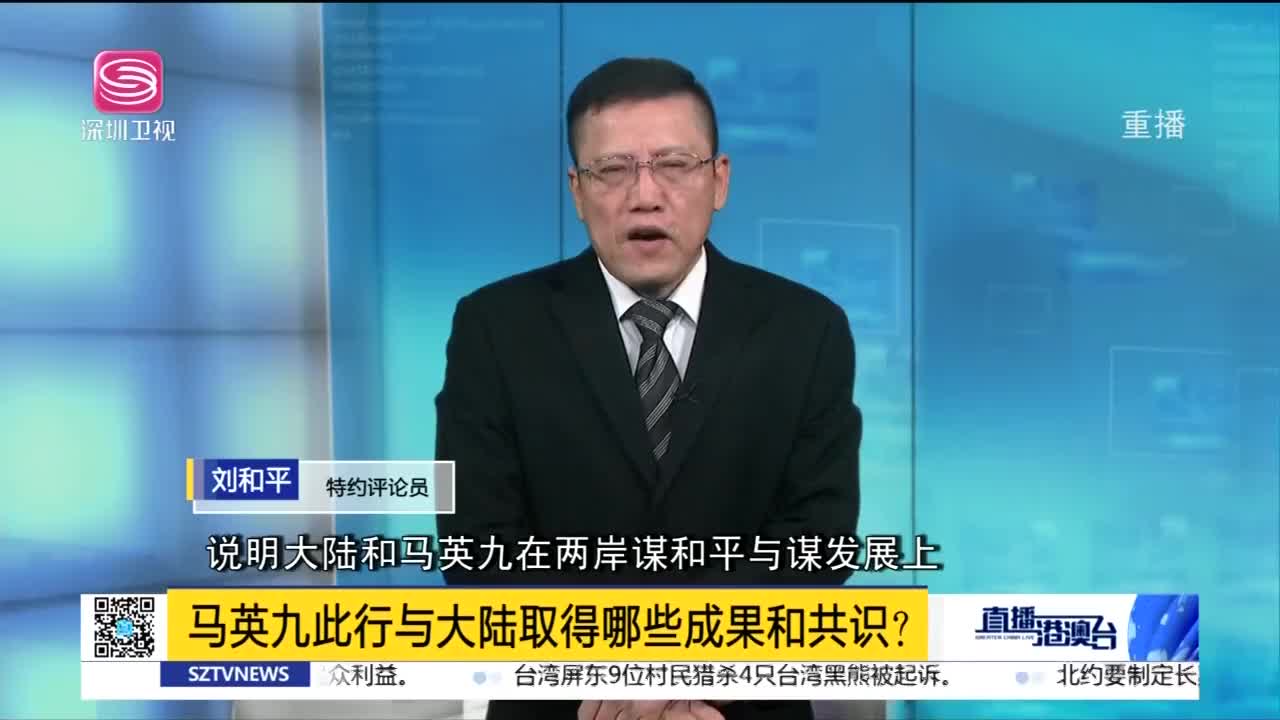 深圳卫视
重播
刘和平
特约评论员
说明大陆和马英九在两岸谋和平与谋发展上
马英九此行与大陆取得哪些成果和共识？
直播港澳台
GREATER CHINA LIVE
SZTVNEWS
众利益。 台湾屏东9位村民猎杀4只台湾黑熊被起诉。 北约要制定长